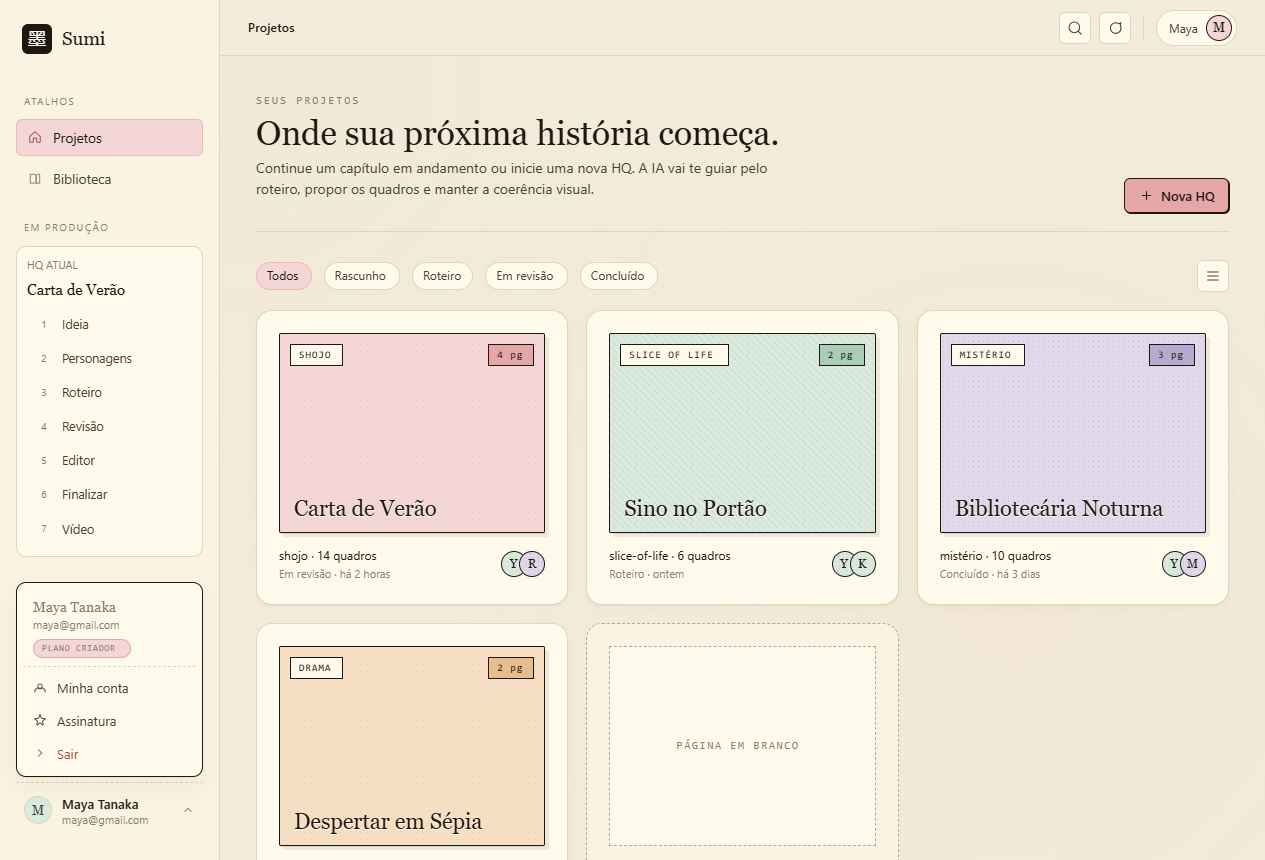 墨 Sumi
ATALHOS
Projetos
Biblioteca
EM PRODUÇÃO
HQ ATUAL
Carta de Verão
1 Ideia
2 Personagens
3 Roteiro
4 Revisão
5 Editor
6 Finalizar
7 Vídeo
Maya Tanaka
maya@gmail.com
PLANO CRIADOR
Minha conta
Assinatura
Sair
M Maya Tanaka
maya@gmail.com
Projetos
Maya M
SEUS PROJETOS
Onde sua próxima história começa.
Continue um capítulo em andamento ou inicie uma nova HQ. A IA vai te guiar pelo
roteiro, propor os quadros e manter a coerência visual.
+ Nova HQ
Todos Rascunho Roteiro Em revisão Concluído
SHOJO 4 pg
Carta de Verão
shojo · 14 quadros
Em revisão · há 2 horas
Y R
SLICE OF LIFE 2 pg
Sino no Portão
slice-of-life · 6 quadros
Roteiro · ontem
Y K
MISTÉRIO 3 pg
Bibliotecária Noturna
mistério · 10 quadros
Concluído · há 3 dias
Y M
DRAMA 2 pg
Despertar em Sépia
PÁGINA EM BRANCO